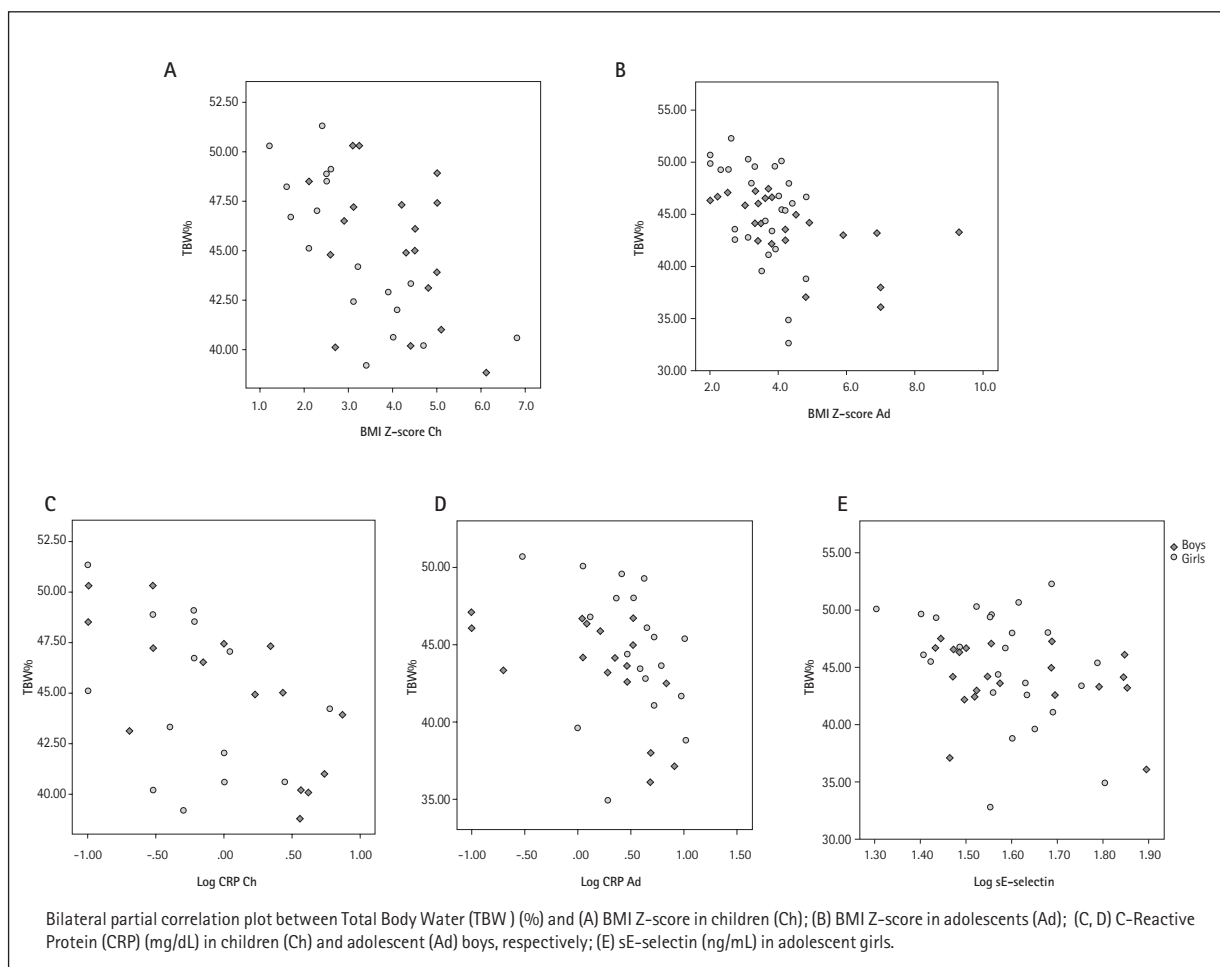 A
52.50
50.00
47.50
45.00
42.50
40.00
TBW%
1.0 2.0 3.0 4.0 5.0 6.0 7.0
BMI Z-score Ch
B
55.00
50.00
45.00
40.00
35.00
30.00
TBW%
2.0 4.0 6.0 8.0 10.0
BMI Z-score Ad
C
52.50
50.00
47.50
45.00
42.50
40.00
TBW%
-1.00 -.50 .00 .50 1.00
Log CRP Ch
D
50.00
45.00
40.00
35.00
TBW%
-1.00 -.50 .00 .50 1.00 1.50
Log CRP Ad
E
55.00
50.00
45.00
40.00
35.00
30.00
TBW%
1.30 1.40 1.50 1.60 1.70 1.80 1.90
Log sE-selectin
Boys
Girls
Bilateral partial correlation plot between Total Body Water (TBW ) (%) and (A) BMI Z-score in children (Ch); (B) BMI Z-score in adolescents (Ad); (C, D) C-Reactive
Protein (CRP) (mg/dL) in children (Ch) and adolescent (Ad) boys, respectively; (E) sE-selectin (ng/mL) in adolescent girls.